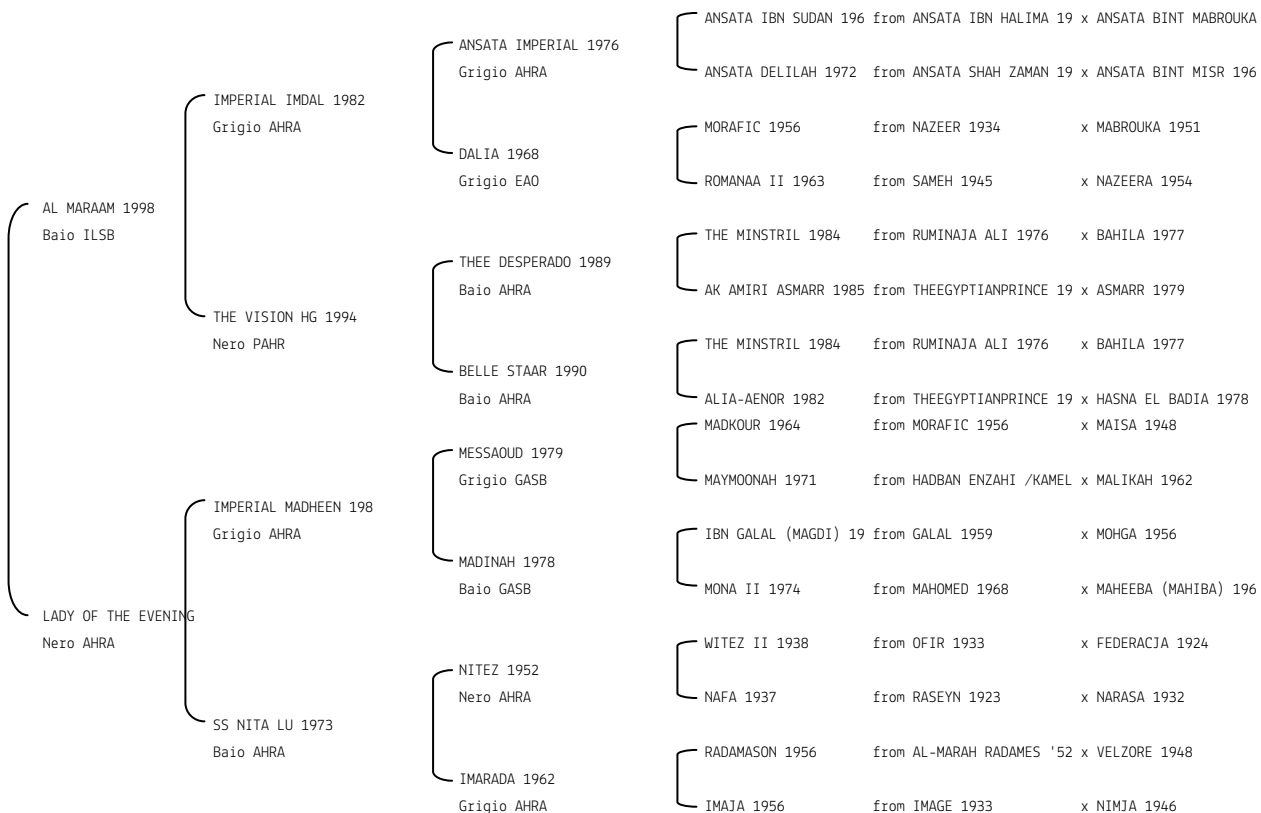 ANSATA IBN SUDAN 196 from ANSATA IBN HALIMA 19 x ANSATA BINT MABROUKA
ANSATA IMPERIAL 1976
Grigio AHRA
ANSATA DELILAH 1972 from ANSATA SHAH ZAMAN 19 x ANSATA BINT MISR 196
IMPERIAL IMDAL 1982
Grigio AHRA
MORAFIC 1956 from NAZEER 1934 x MABROUKA 1951
DALIA 1968
Grigio EAO
ROMANAA II 1963 from SAMEH 1945 x NAZEERA 1954
AL MARAAM 1998
Baio ILSB
THE MINSTRIL 1984 from RUMINAJA ALI 1976 x BAHILA 1977
THEE DESPERADO 1989
Baio AHRA
AK AMIRI ASMARR 1985 from THEEGYPTIANPRINCE 19 x ASMARR 1979
THE VISION HG 1994
Nero PAHR
THE MINSTRIL 1984 from RUMINAJA ALI 1976 x BAHILA 1977
BELLE STAAR 1990
Baio AHRA
ALIA-AENOR 1982 from THEEGYPTIANPRINCE 19 x HASNA EL BADIA 1978
MADKOUR 1964 from MORAFIC 1956 x MAISA 1948
MESSAOUD 1979
Grigio GASB
MAYMOONAH 1971 from HADBAN ENZAHI /KAMEL x MALIKAH 1962
IMPERIAL MADHEEN 198
Grigio AHRA
IBN GALAL (MAGDI) 19 from GALAL 1959 x MOHGA 1956
MADINAH 1978
Baio GASB
MONA II 1974 from MAHOMED 1968 x MAHEEBA (MAHIBA) 196
LADY OF THE EVENING
Nero AHRA
WITEZ II 1938 from OFIR 1933 x FEDERACJA 1924
NITEZ 1952
Nero AHRA
NAFA 1937 from RASEYN 1923 x NARASA 1932
SS NITA LU 1973
Baio AHRA
RADAMASON 1956 from AL-MARAH RADAMES '52 x VELZORE 1948
IMARADA 1962
Grigio AHRA
IMAJA 1956 from IMAGE 1933 x NIMJA 1946